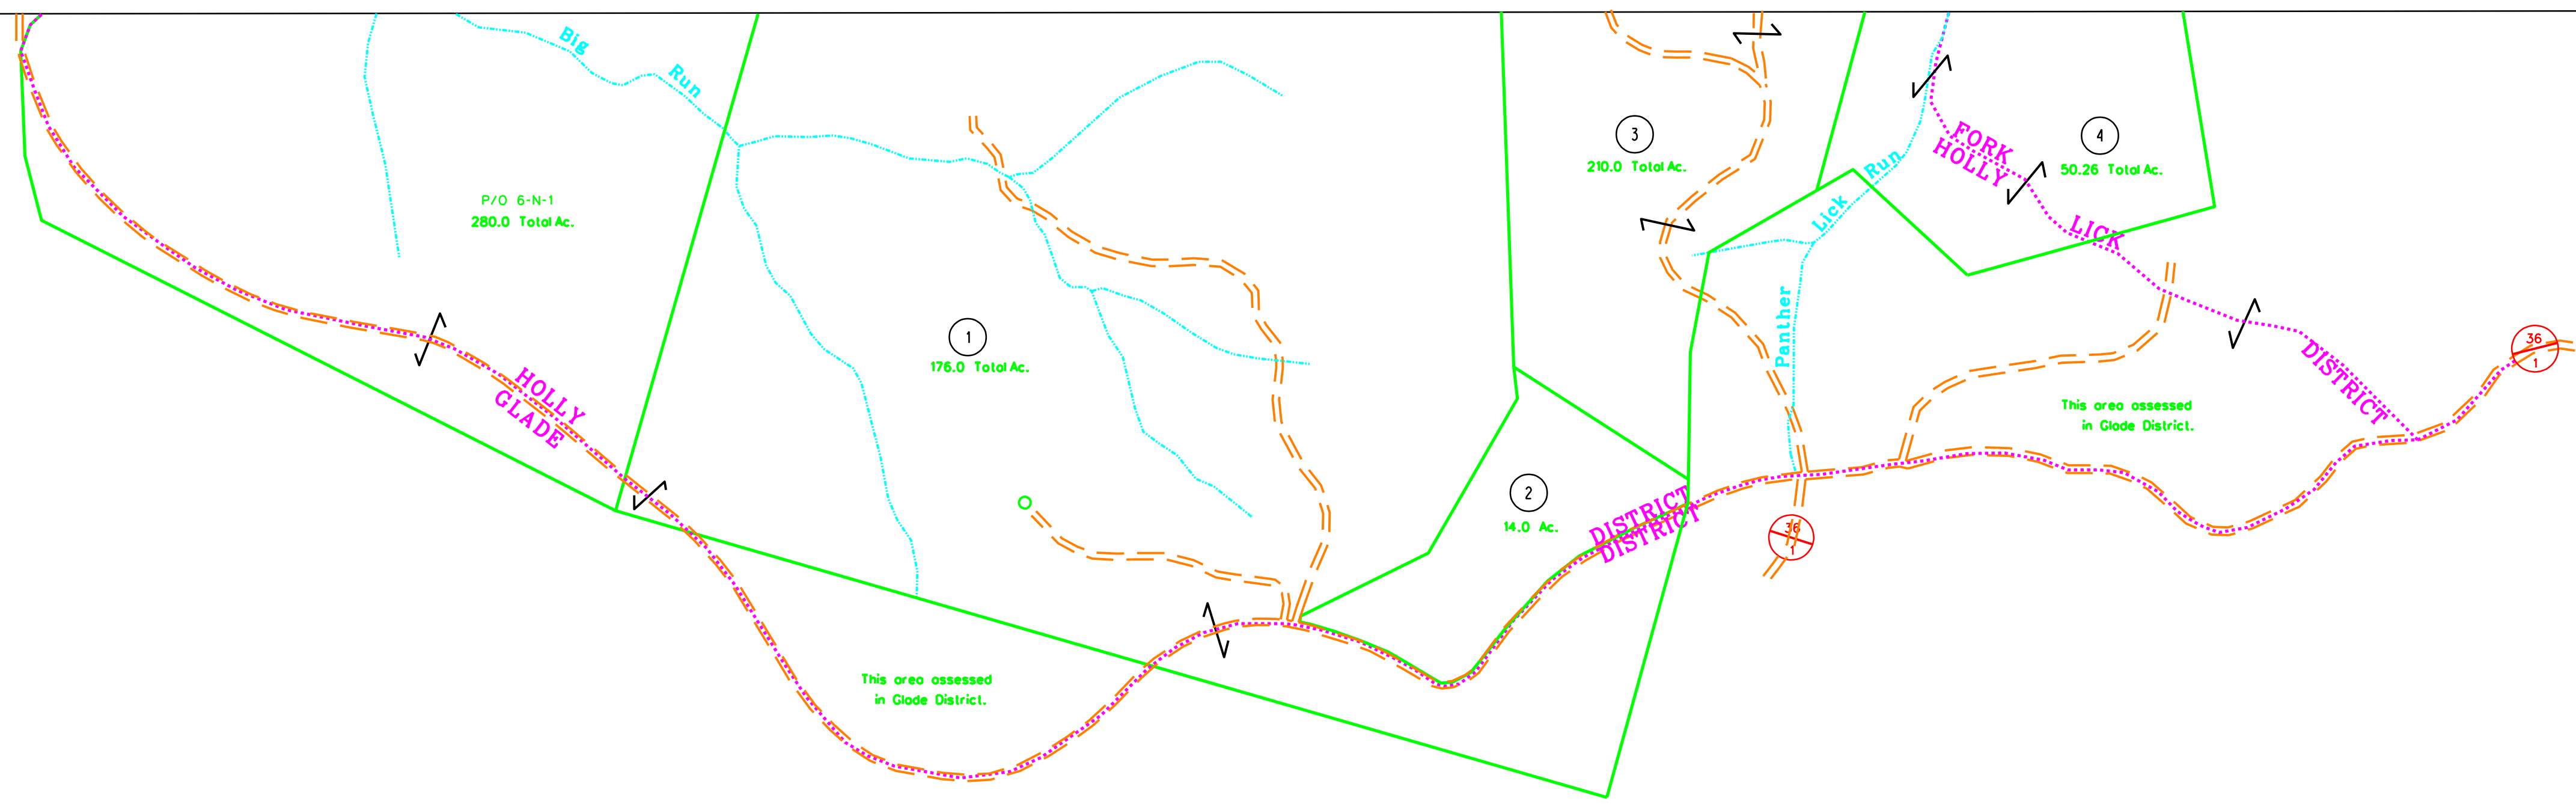 Big
Run
P/O 6-N-1
280.0 Total Ac.
HOLLY
GLADE
1
176.0 Total Ac.
This area assessed
in Glade District.
2
14.0 Ac.
DISTRICT
DISTRICT
3
210.0 Total Ac.
Lick
Run
Panther
36
1
FORK
HOLLY
LICK
4
50.26 Total Ac.
DISTRICT
This area assessed
in Glade District.
36
1